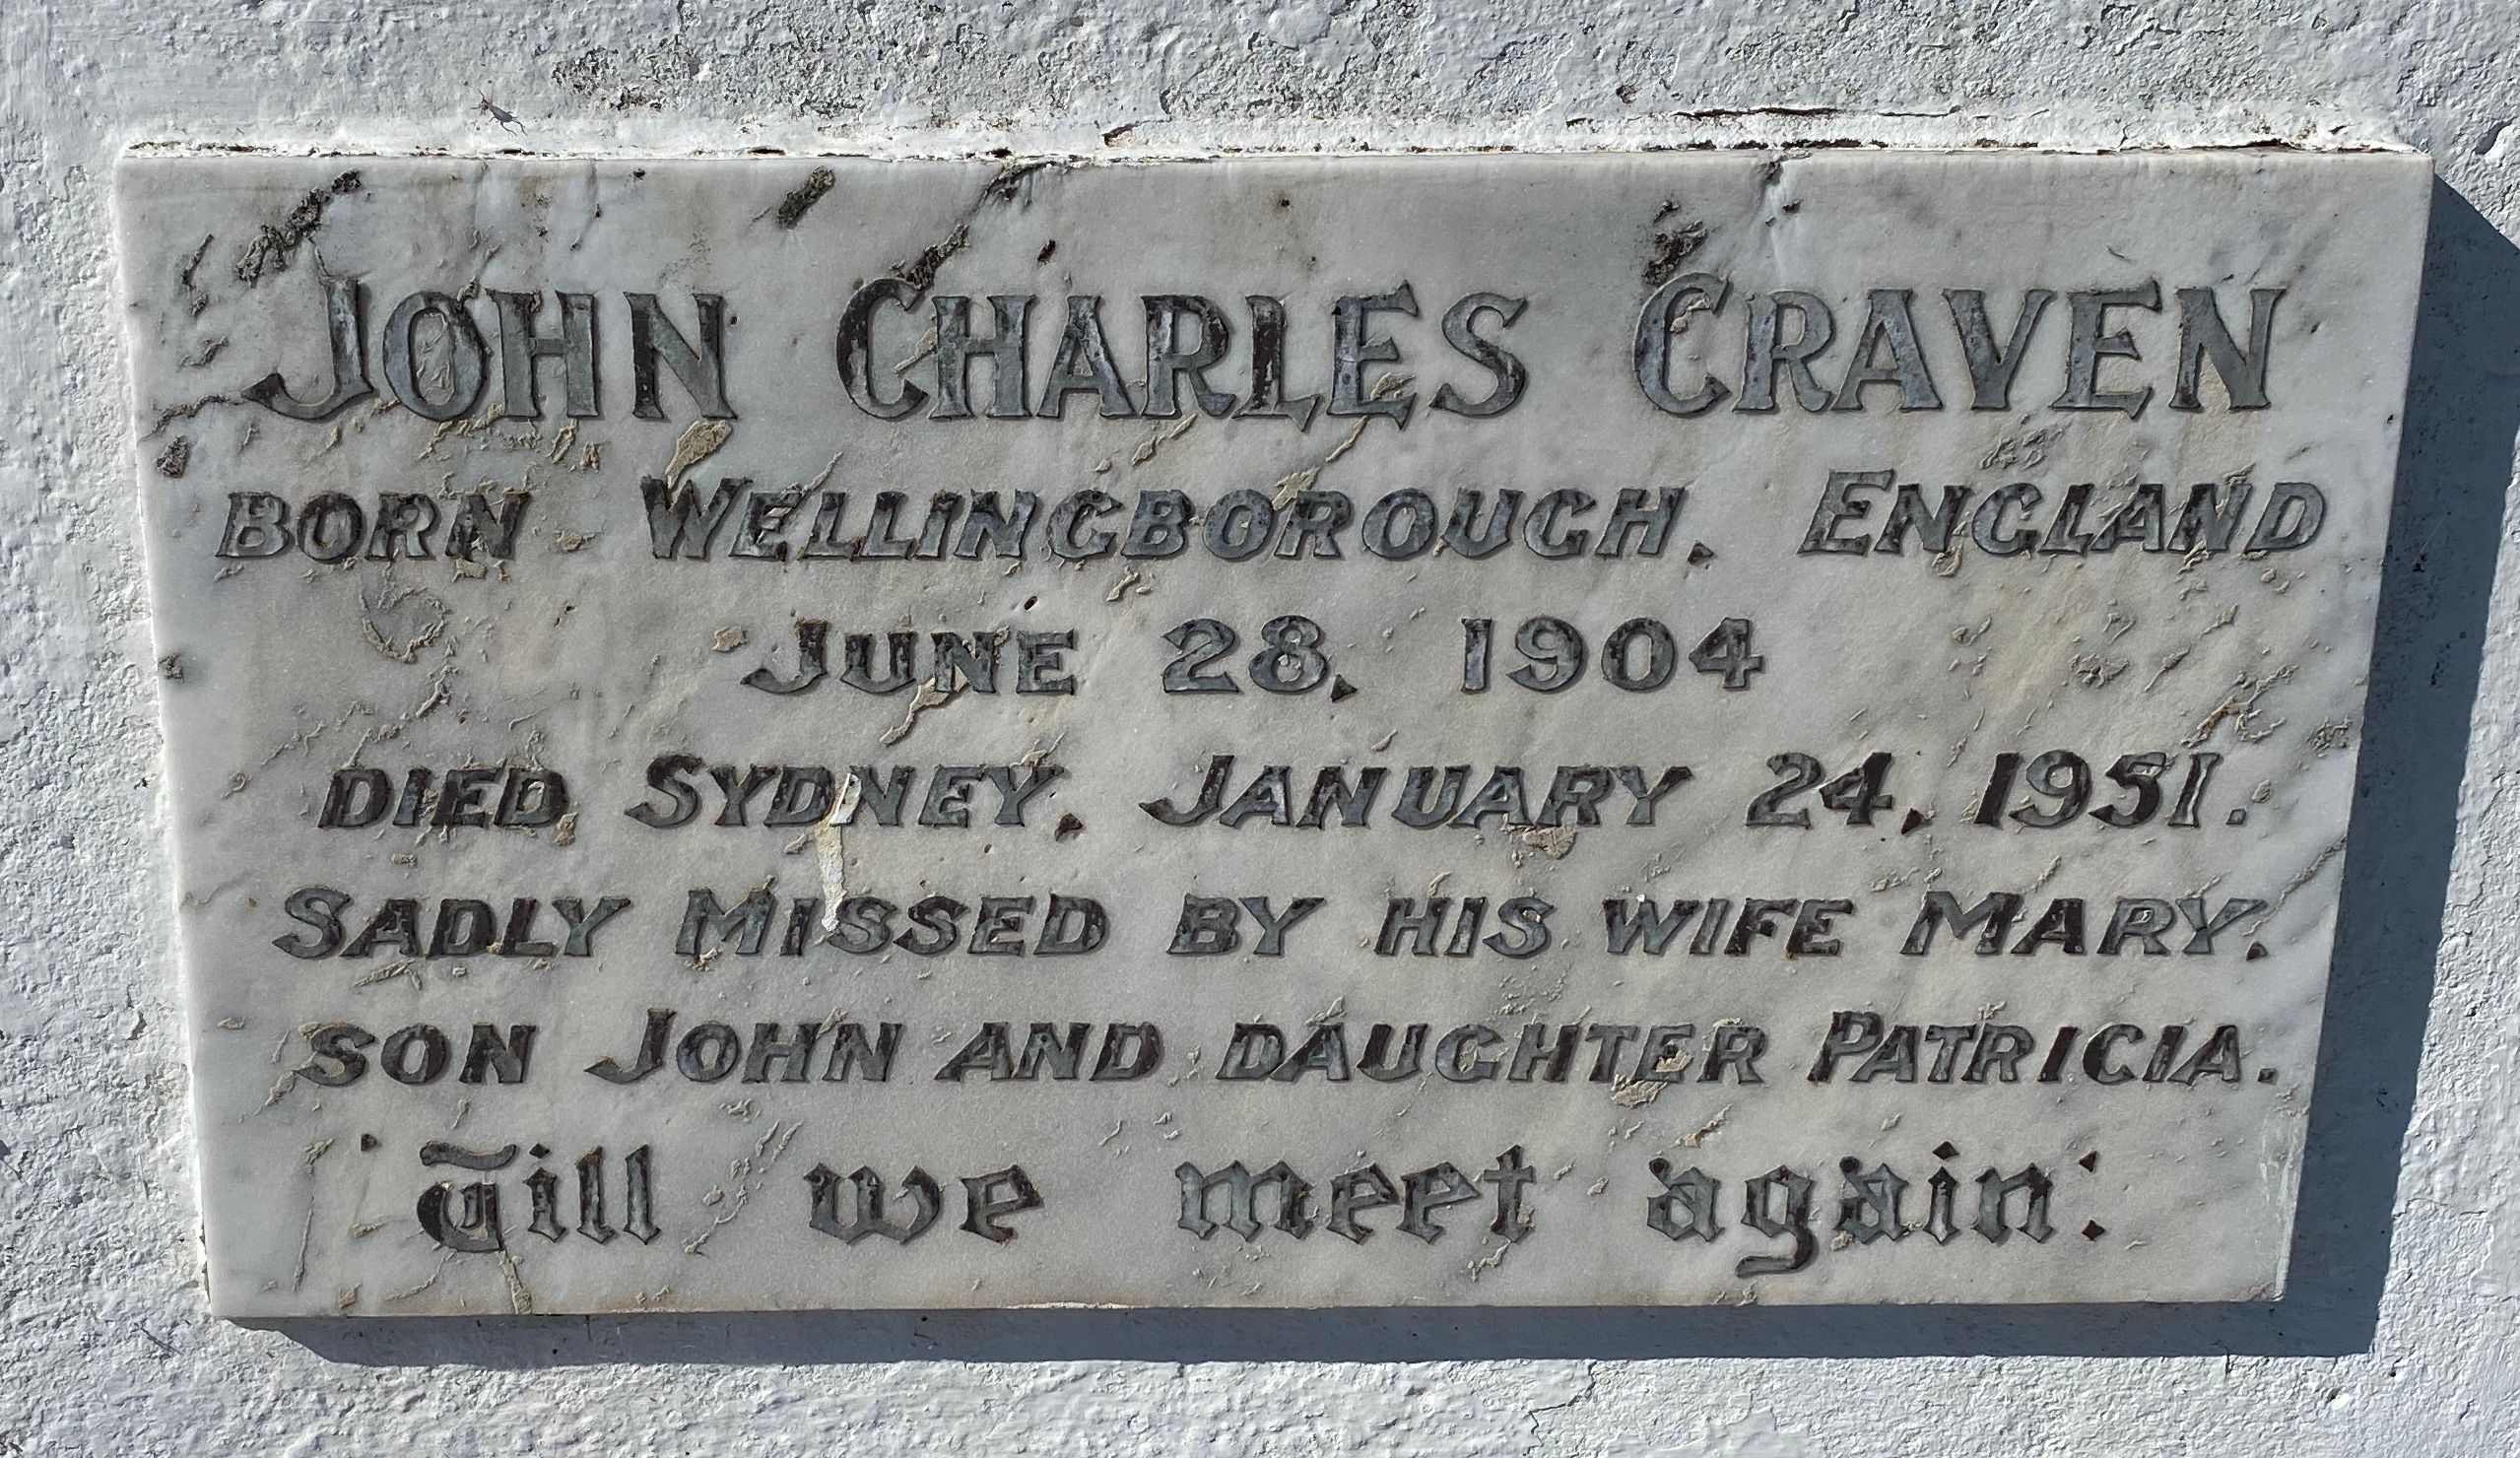 JOHN CHARLES CRAVEN
BORN WELLINGBOROUGH, ENGLAND
JUNE 28, 1904
DIED SYDNEY, JANUARY 24, 1951.
SADLY MISSED BY HIS WIFE MARY,
SON JOHN AND DAUGHTER PATRICIA.
'Till we meet again.'